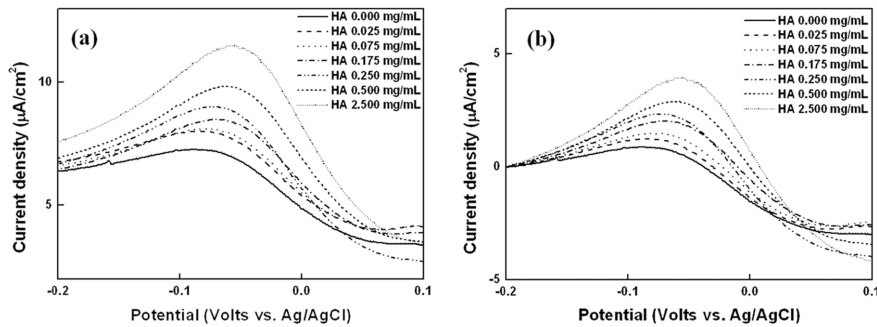 (a)
HA 0.000 mg/mL
HA 0.025 mg/mL
HA 0.075 mg/mL
HA 0.175 mg/mL
HA 0.250 mg/mL
HA 0.500 mg/mL
HA 2.500 mg/mL
Current density (µA/cm²)
10
5
-0.2
-0.1
0.0
0.1
Potential (Volts vs. Ag/AgCl)
(b)
HA 0.000 mg/mL
HA 0.025 mg/mL
HA 0.075 mg/mL
HA 0.175 mg/mL
HA 0.250 mg/mL
HA 0.500 mg/mL
HA 2.500 mg/mL
Current density (µA/cm²)
5
0
-5
-0.2
-0.1
0.0
0.1
Potential (Volts vs. Ag/AgCl)